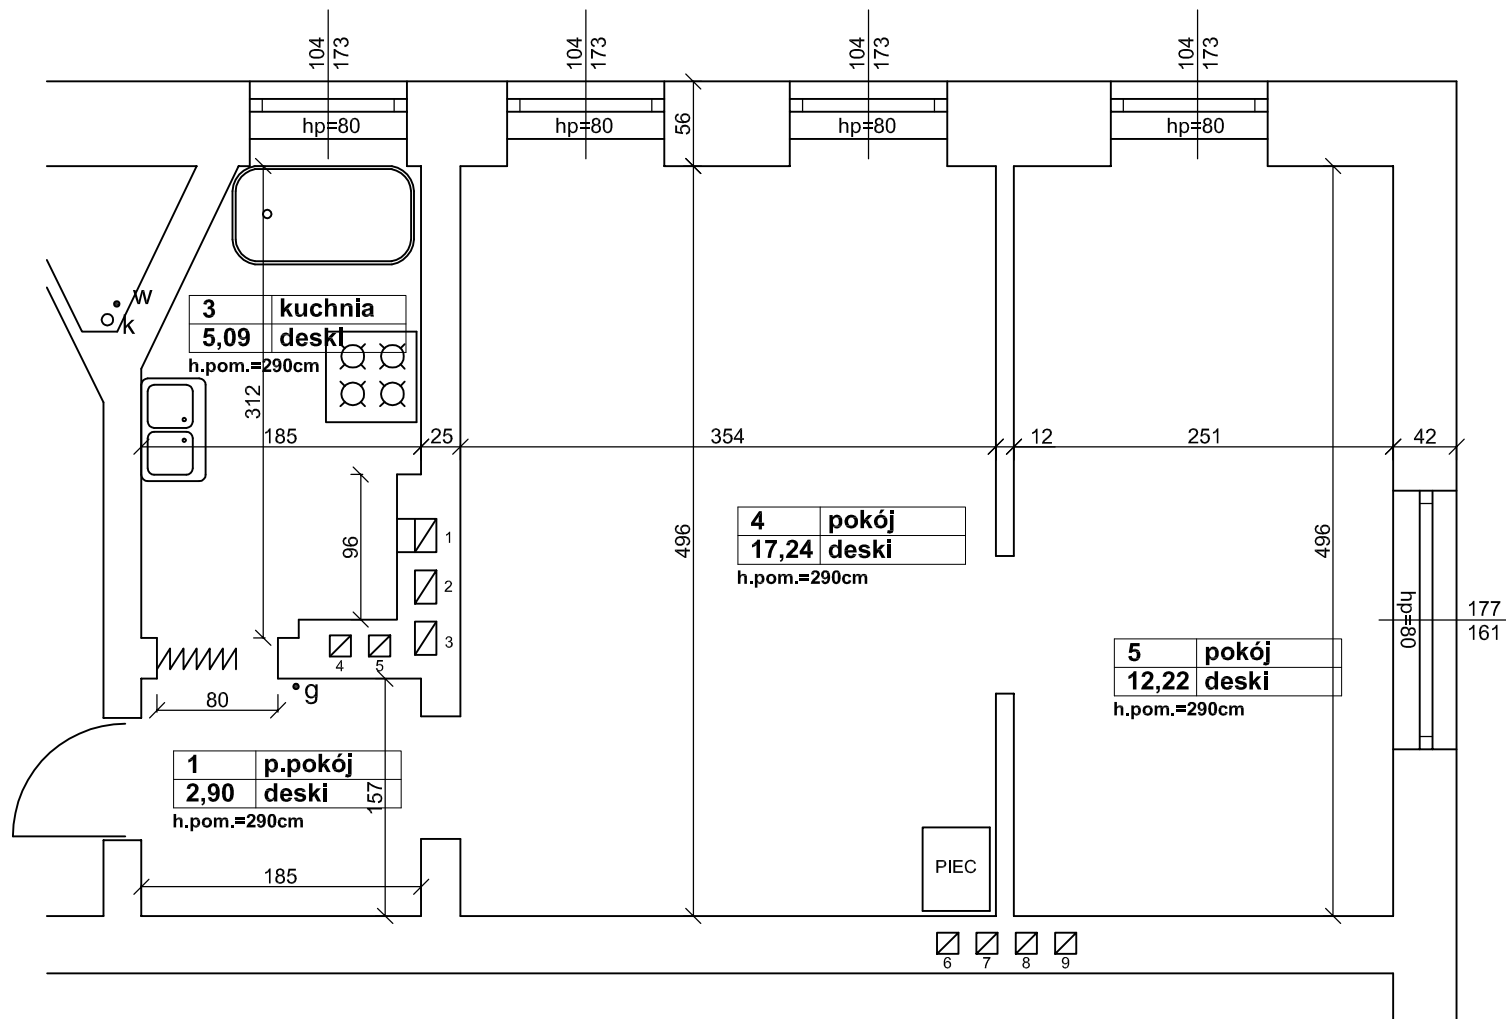 104
173
104
173
104
173
104
173
hp=80
hp=80
hp=80
hp=80
56
w
k
3 kuchnia
5,09 deski
h.pom.=290cm
312
185
25
354
12
251
42
96
496
496
1
2
3
4
5
4 pokój
17,24 deski
h.pom.=290cm
hp=80
177
161
5 pokój
12,22 deski
h.pom.=290cm
80
g
1 p.pokój
2,90 deski
h.pom.=290cm
157
185
PIEC
6
7
8
9